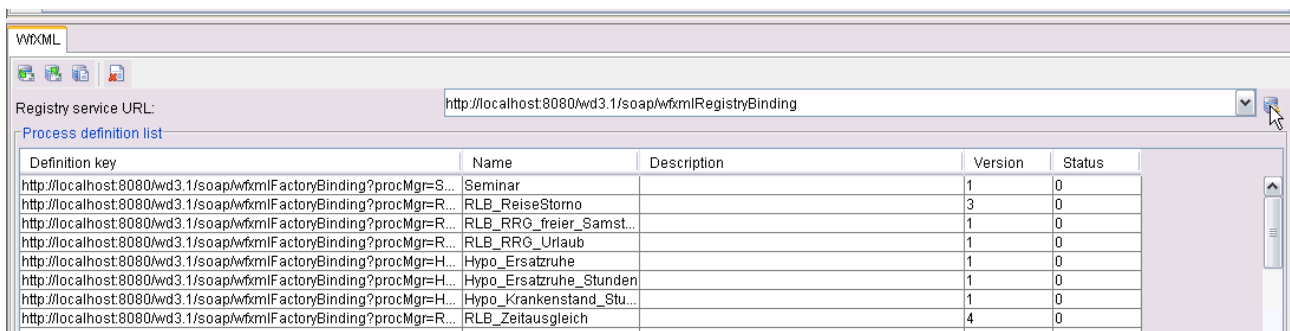 WfXML
Registry service URL: http://localhost:8080/wd3.1/soap/wfxmlRegistryBinding
Process definition list
Definition key Name Description Version Status
http://localhost:8080/wd3.1/soap/wfxmlFactoryBinding?procMgr=S... Seminar 1 0
http://localhost:8080/wd3.1/soap/wfxmlFactoryBinding?procMgr=R... RLB_ReiseStorno 3 0
http://localhost:8080/wd3.1/soap/wfxmlFactoryBinding?procMgr=R... RLB_RRG_freier_Samst... 1 0
http://localhost:8080/wd3.1/soap/wfxmlFactoryBinding?procMgr=R... RLB_RRG_Urlaub 1 0
http://localhost:8080/wd3.1/soap/wfxmlFactoryBinding?procMgr=H... Hypo_Ersatzruhe 1 0
http://localhost:8080/wd3.1/soap/wfxmlFactoryBinding?procMgr=H... Hypo_Ersatzruhe_Stunden 1 0
http://localhost:8080/wd3.1/soap/wfxmlFactoryBinding?procMgr=H... Hypo_Krankenstand_Stu... 1 0
http://localhost:8080/wd3.1/soap/wfxmlFactoryBinding?procMgr=R... RLB_Zeitausgleich 4 0